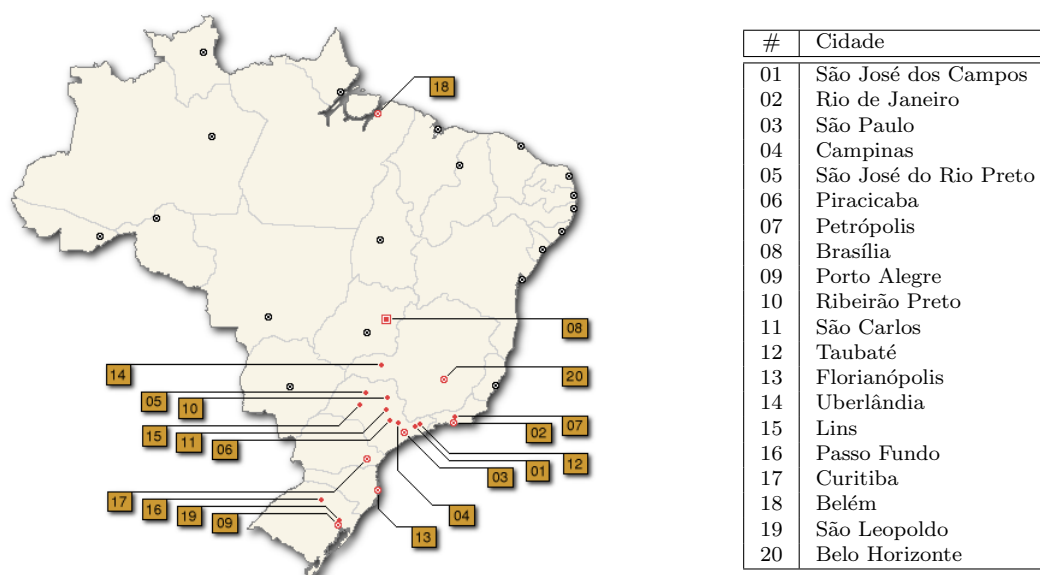 18
08
14
20
05
10
15
11
06
02
07
03
01
12
17
16
19
09
04
13
# Cidade
01 São José dos Campos
02 Rio de Janeiro
03 São Paulo
04 Campinas
05 São José do Rio Preto
06 Piracicaba
07 Petrópolis
08 Brasília
09 Porto Alegre
10 Ribeirão Preto
11 São Carlos
12 Taubaté
13 Florianópolis
14 Uberlândia
15 Lins
16 Passo Fundo
17 Curitiba
18 Belém
19 São Leopoldo
20 Belo Horizonte